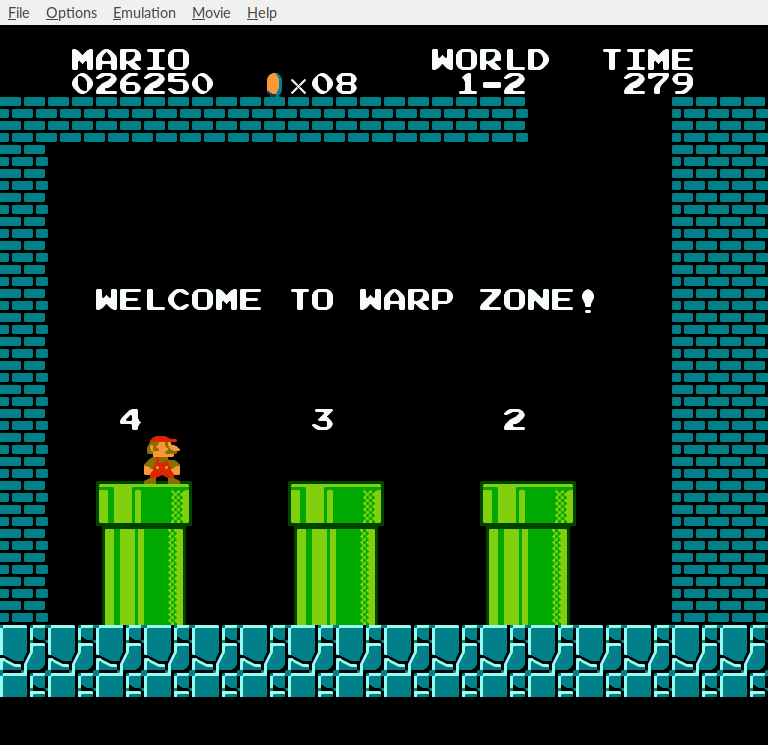 File Options Emulation Movie Help
MARIO WORLD TIME
026250 ×08 1-2 279
WELCOME TO WARP ZONE!
4 3 2